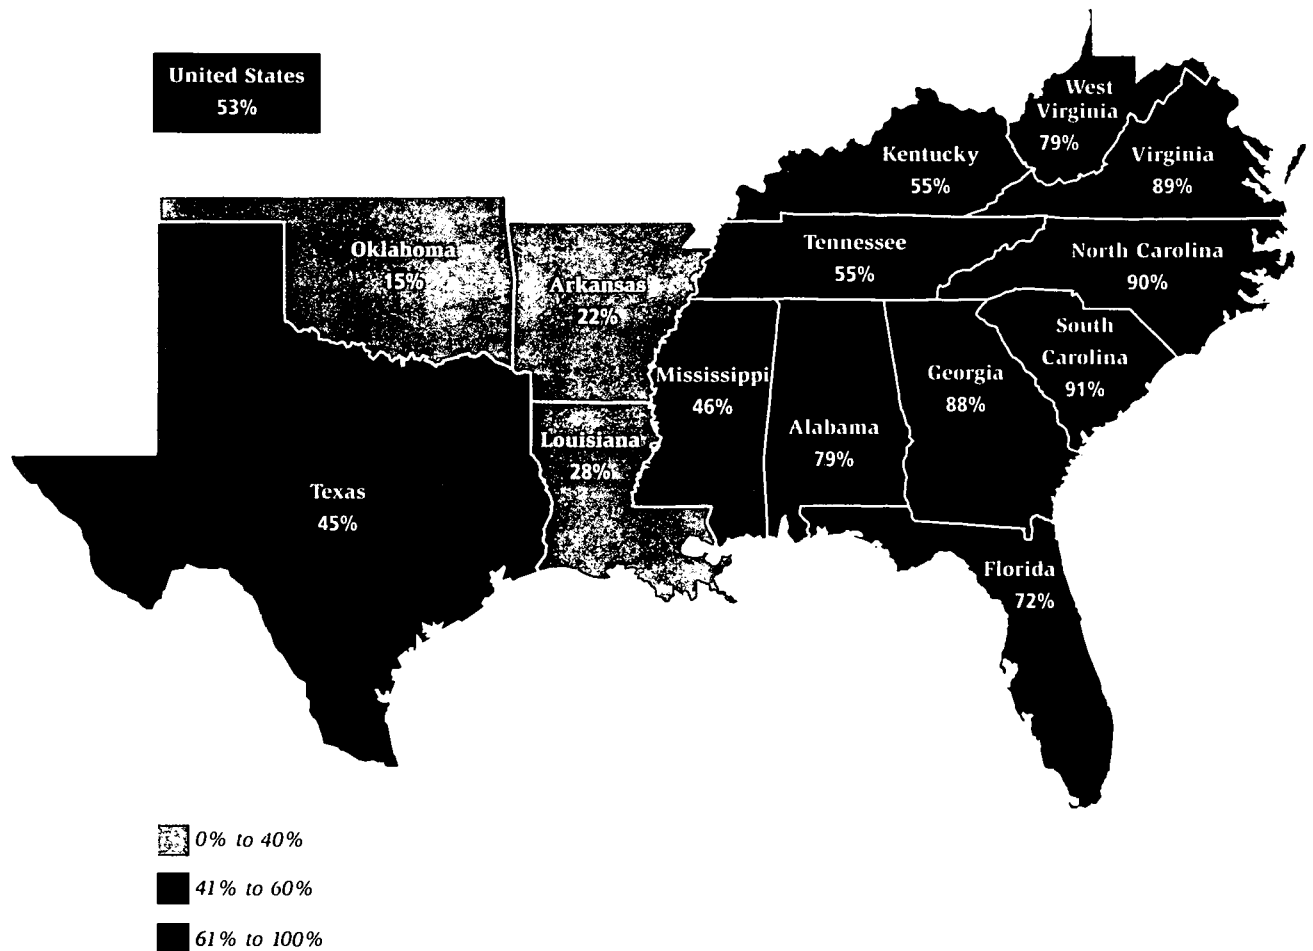 United States
53%
West
Virginia
79%
Kentucky
55%
Virginia
89%
Oklahoma
15%
Tennessee
55%
North Carolina
90%
Arkansas
22%
South
Carolina
91%
Mississippi
46%
Georgia
88%
Alabama
79%
Louisiana
28%
Texas
45%
Florida
72%
0% to 40%
41% to 60%
61% to 100%